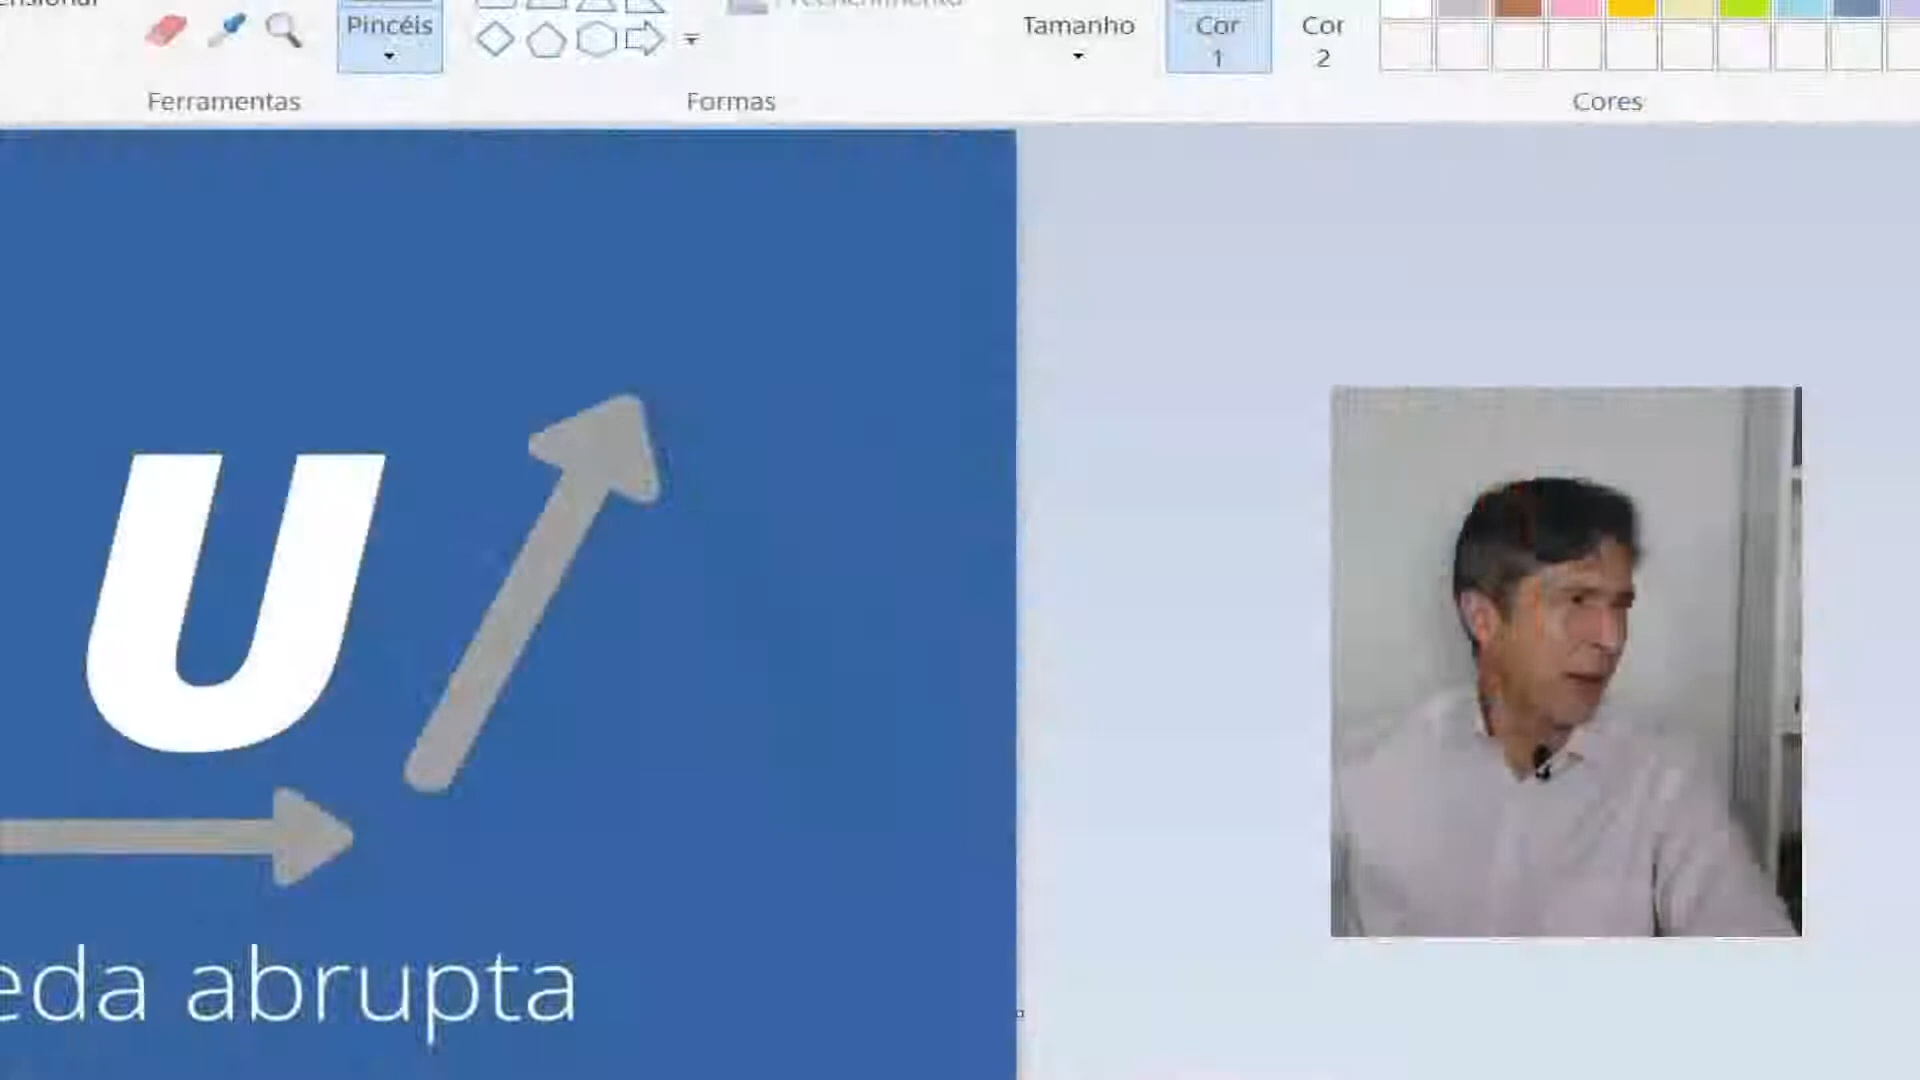 Pincéis
Tamanho
Cor
1
Cor
2
Ferramentas
Formas
Cores
U
eda abrupta